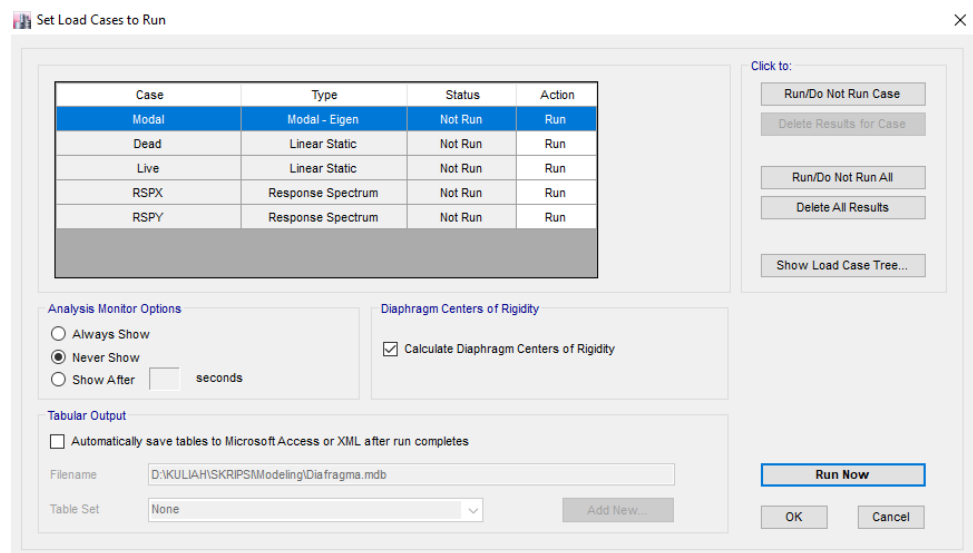 Set Load Cases to Run
Click to:
Case Type Status Action
Modal Modal - Eigen Not Run Run
Dead Linear Static Not Run Run
Live Linear Static Not Run Run
RSPX Response Spectrum Not Run Run
RSPY Response Spectrum Not Run Run
Run/Do Not Run Case
Delete Results for Case
Run/Do Not Run All
Delete All Results
Show Load Case Tree...
Analysis Monitor Options
Always Show
Never Show
Show After seconds
Diaphragm Centers of Rigidity
Calculate Diaphragm Centers of Rigidity
Tabular Output
Automatically save tables to Microsoft Access or XML after run completes
Filename D:\KULIAH\SKRIPSI\Modeling\Diafragma.mdb
Table Set None Add New...
Run Now
OK Cancel